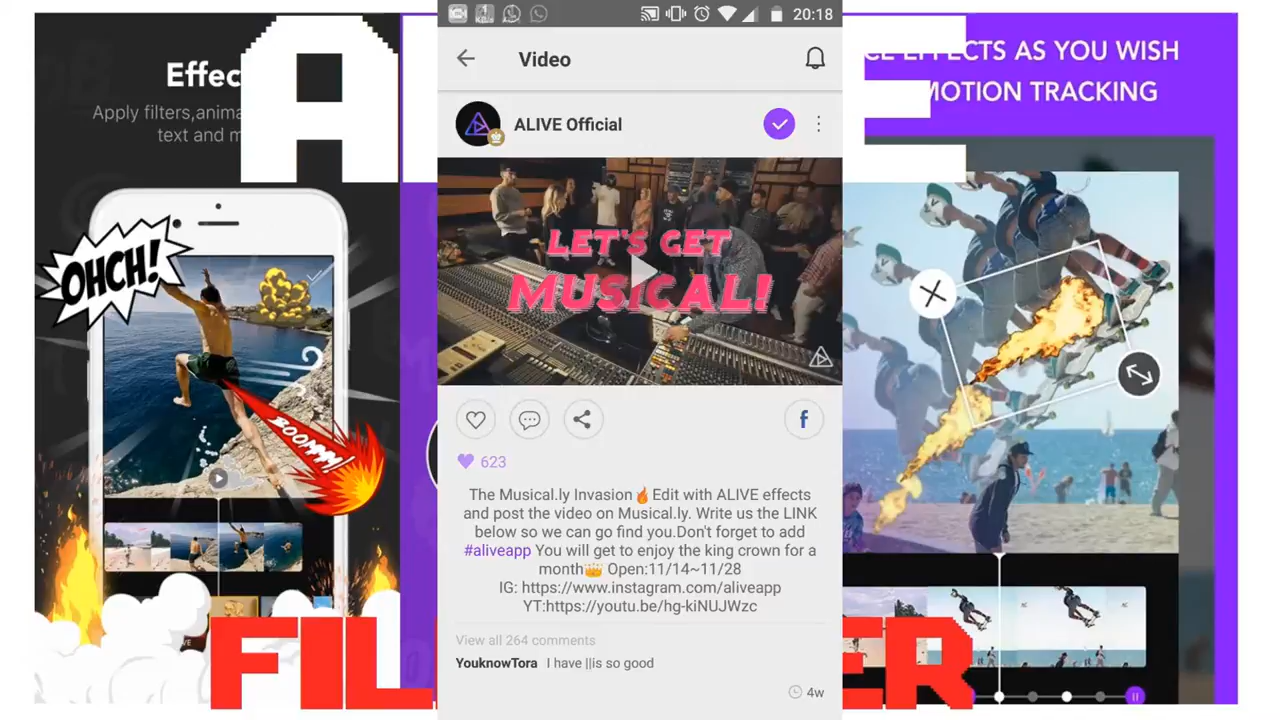 20:18
Video
ALIVE Official
Effec
Apply filters,anima
text and m
EFFECTS AS YOU WISH
MOTION TRACKING
OHCH!
LET'S GET
MUSICAL!
BOOMM!
623
The Musical.ly Invasion🔥Edit with ALIVE effects
and post the video on Musical.ly. Write us the LINK
below so we can go find you.Don't forget to add
#aliveapp You will get to enjoy the king crown for a
month👑 Open:11/14~11/28
IG: https://www.instagram.com/aliveapp
YT:https://youtu.be/hg-kiNUJWzc
View all 264 comments
YouknowTora I have ||is so good
4w
A E
FIL ER